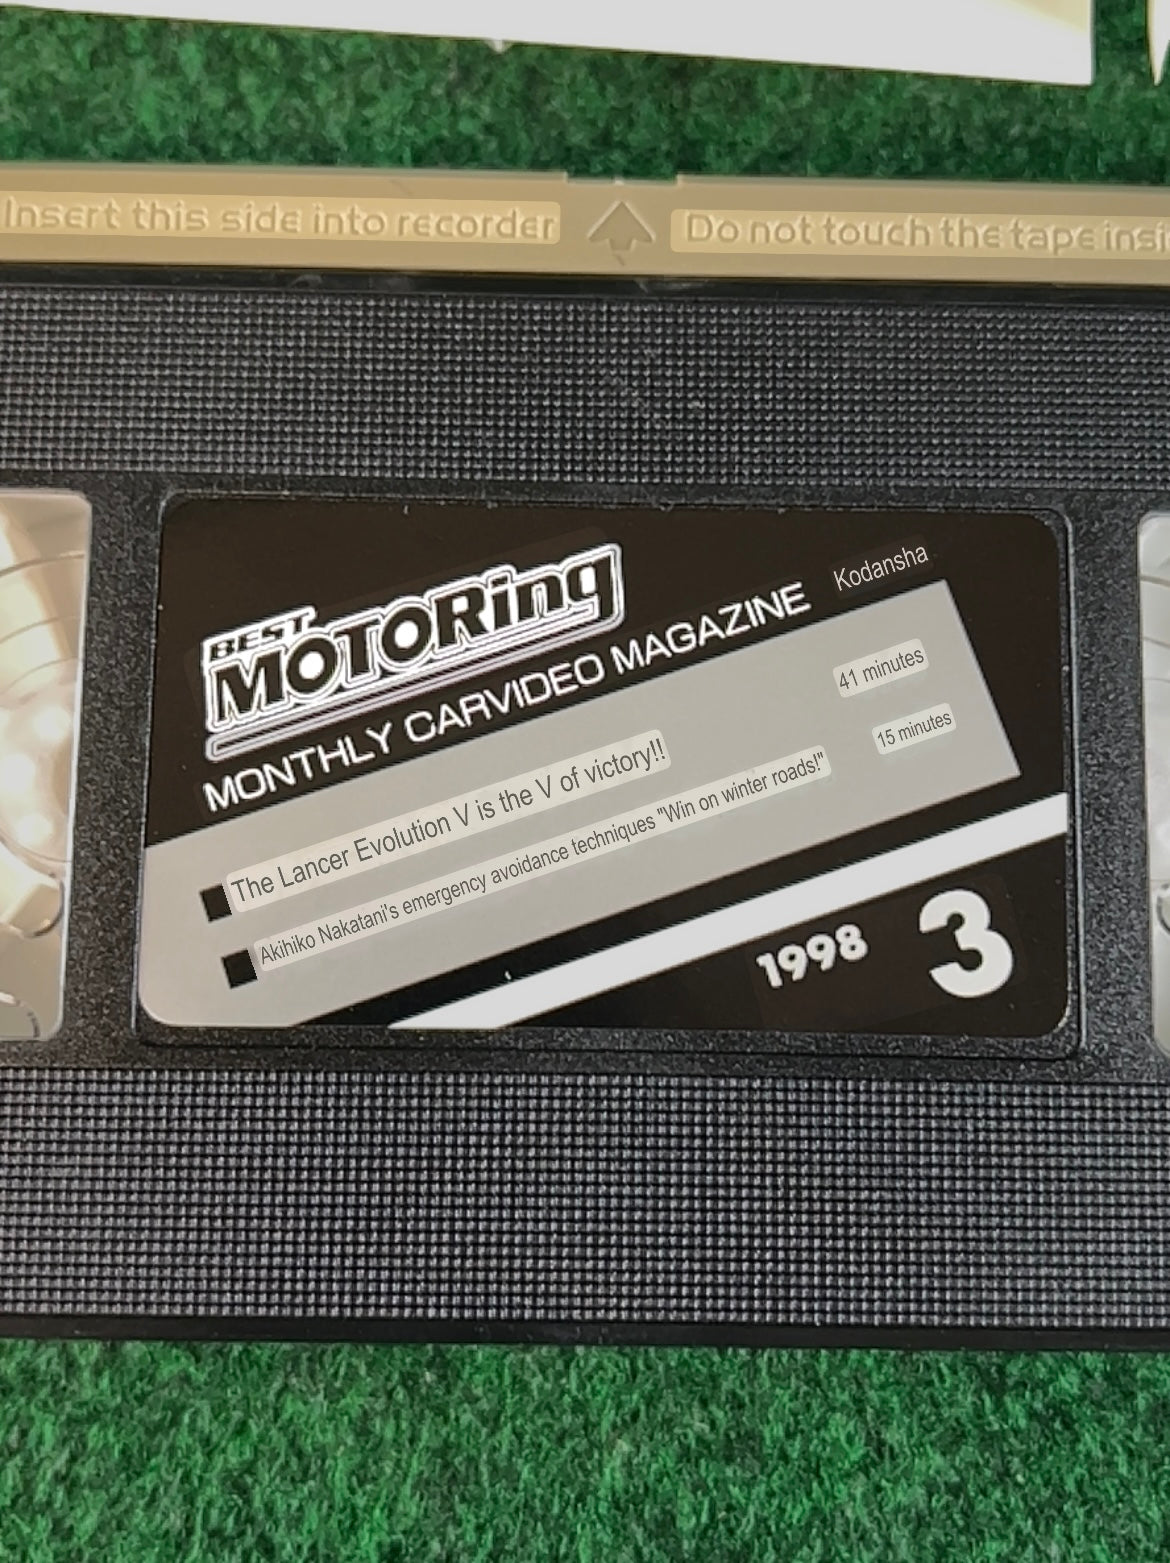 Insert this side into recorder
Do not touch the tape insi
BEST
MOTORing
MONTHLY CARVIDEO MAGAZINE
Kodansha
The Lancer Evolution V is the V of victory!!
41 minutes
Akihiko Nakatani's emergency avoidance techniques "Win on winter roads!"
15 minutes
1998 3